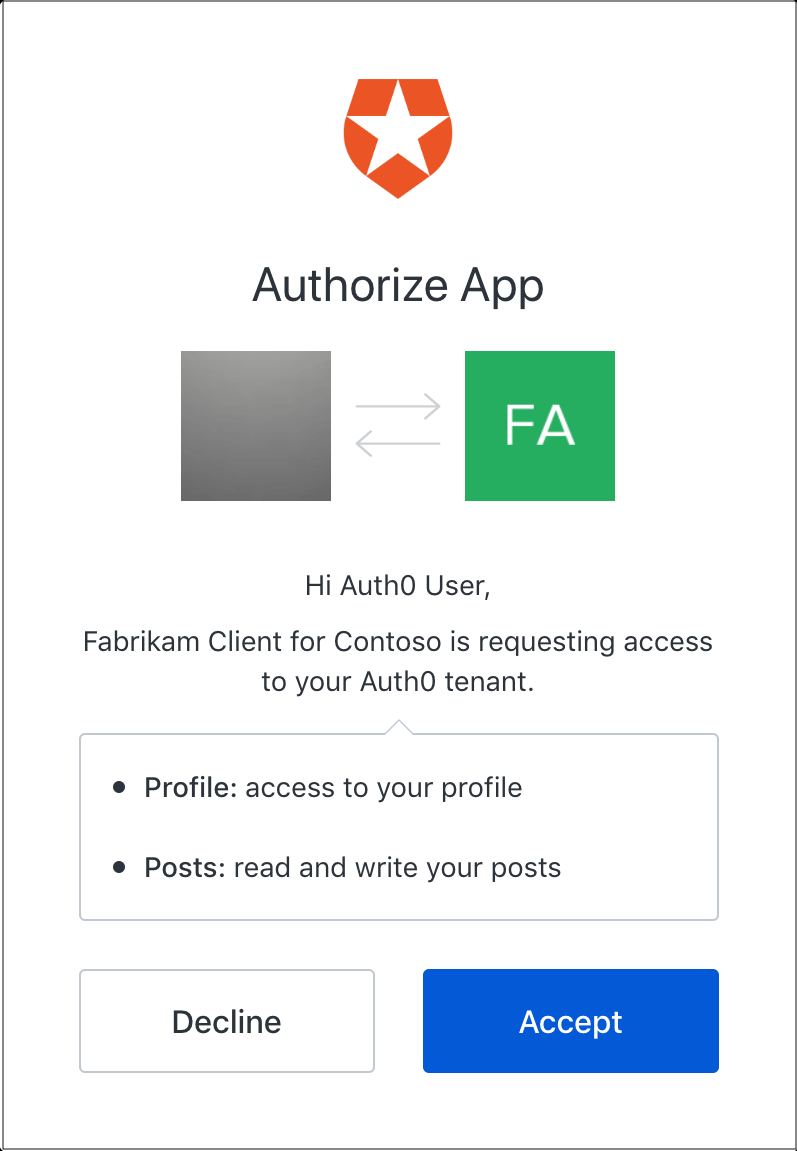 Authorize App
FA
Hi Auth0 User,
Fabrikam Client for Contoso is requesting access
to your Auth0 tenant.
Profile: access to your profile
Posts: read and write your posts
Decline
Accept